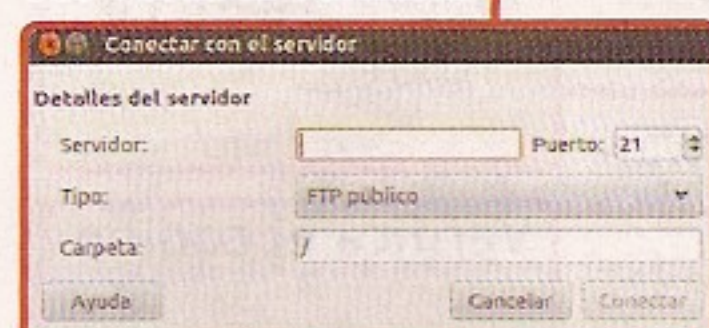 Conectar con el servidor
Detalles del servidor
Servidor: Puerto: 21
Tipo: FTP público
Carpeta: /
Ayuda Cancelar Conectar